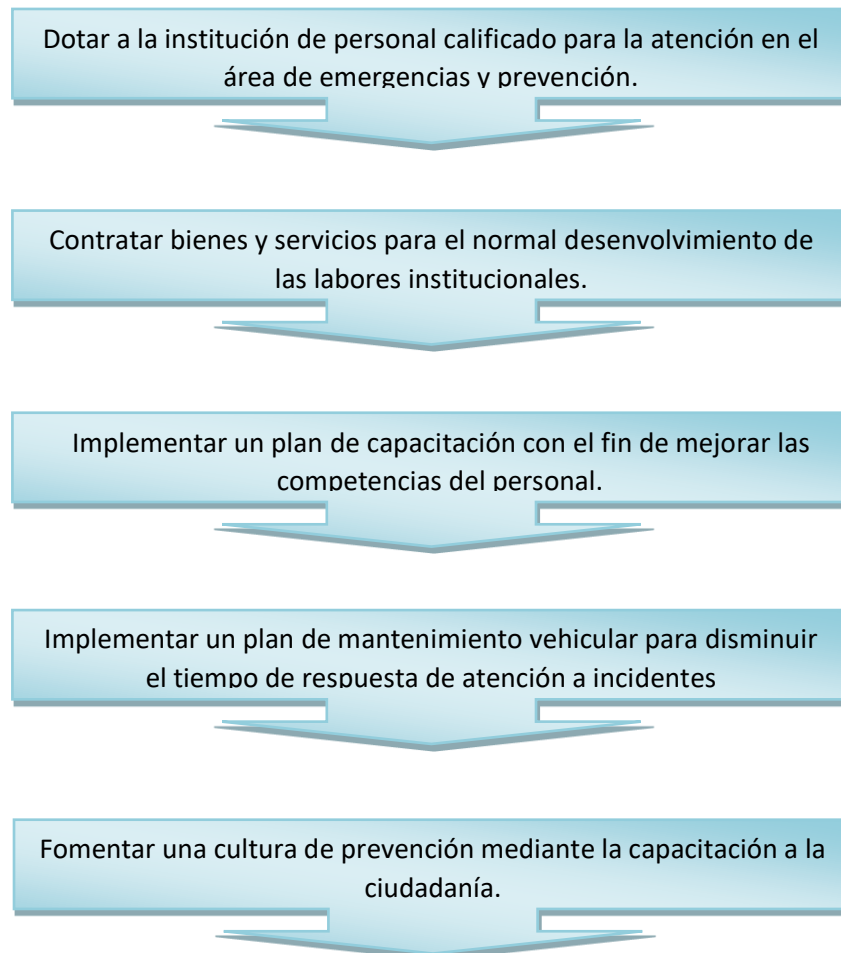 Dotar a la institución de personal calificado para la atención en el
área de emergencias y prevención.
Contratar bienes y servicios para el normal desenvolvimiento de
las labores institucionales.
Implementar un plan de capacitación con el fin de mejorar las
competencias del personal.
Implementar un plan de mantenimiento vehicular para disminuir
el tiempo de respuesta de atención a incidentes
Fomentar una cultura de prevención mediante la capacitación a la
ciudadanía.